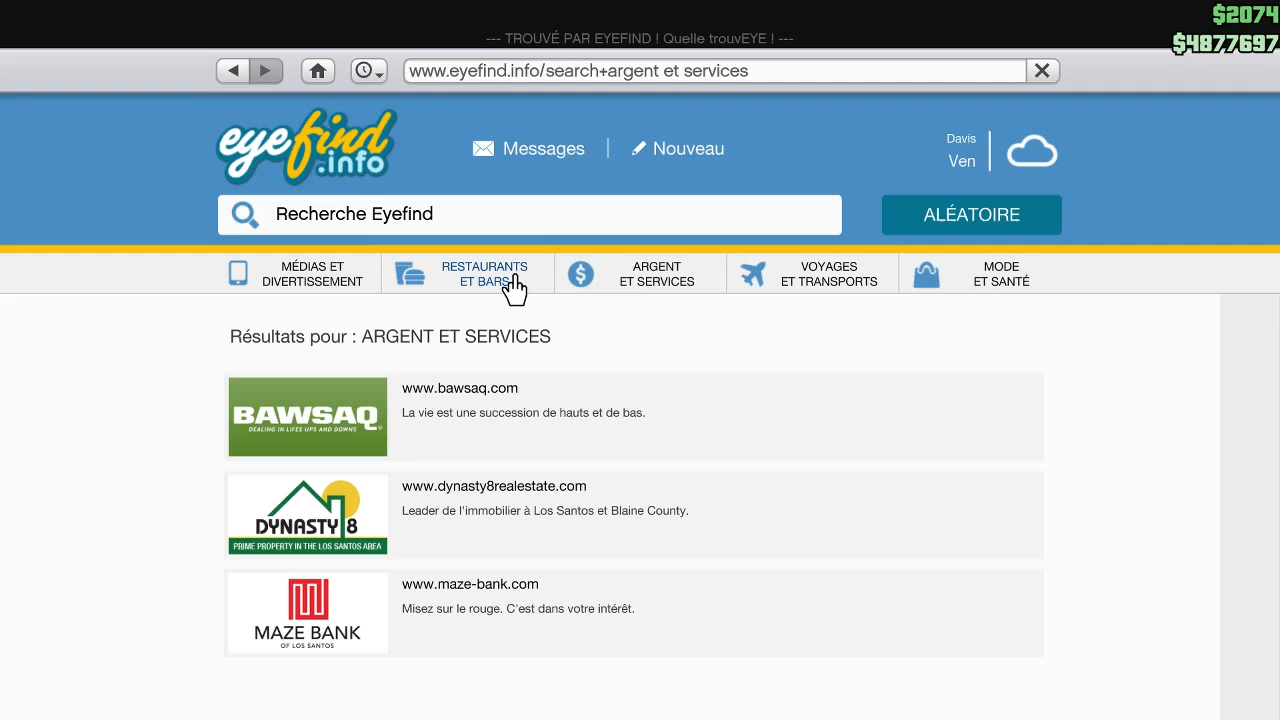 $2074
--- TROUVÉ PAR EYEFIND ! Quelle trouvEYE ! ---
$4877697
www.eyefind.info/search+argent et services
eyefind
.info
Messages
Nouveau
Davis
Ven
Recherche Eyefind
ALÉATOIRE
MÉDIAS ET
DIVERTISSEMENT
RESTAURANTS
ET BARS
ARGENT
ET SERVICES
VOYAGES
ET TRANSPORTS
MODE
ET SANTÉ
Résultats pour : ARGENT ET SERVICES
BAWSAQ
DEALING IN LIFES UPS AND DOWNS
www.bawsaq.com
La vie est une succession de hauts et de bas.
DYNASTY 8
PRIME PROPERTY IN THE LOS SANTOS AREA
www.dynasty8realestate.com
Leader de l'immobilier à Los Santos et Blaine County.
MAZE BANK
OF LOS SANTOS
www.maze-bank.com
Misez sur le rouge. C'est dans votre intérêt.